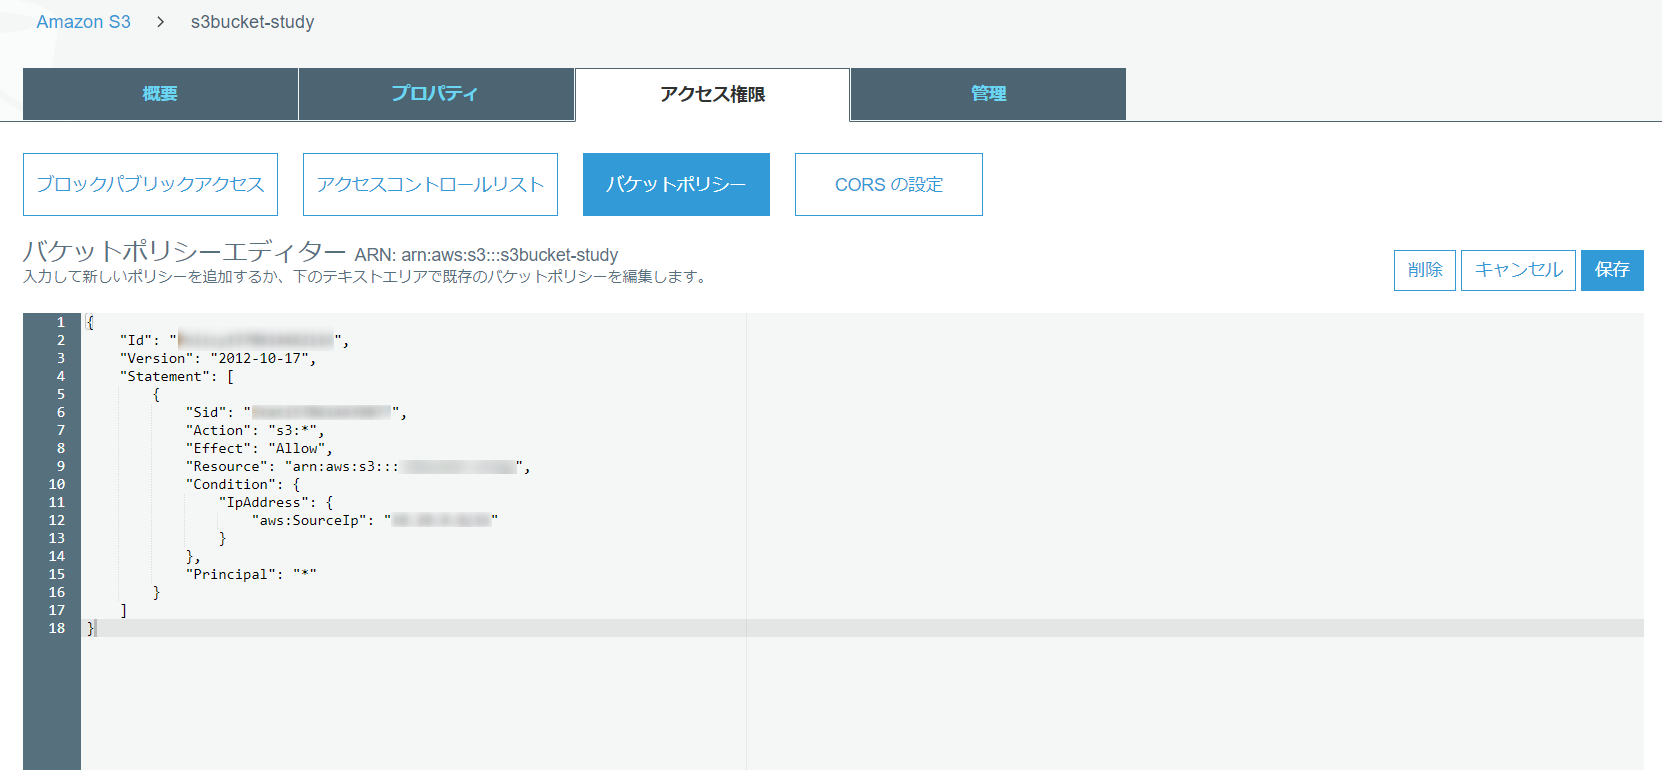 Amazon S3 > s3bucket-study
概要 プロパティ アクセス権限 管理
ブロックパブリックアクセス アクセスコントロールリスト バケットポリシー CORS の設定
バケットポリシーエディター ARN: arn:aws:s3:::s3bucket-study
入力して新しいポリシーを追加するか、下のテキストエリアで既存のバケットポリシーを編集します。
削除 キャンセル 保存
1 {
2 "Id": "",
3 "Version": "2012-10-17",
4 "Statement": [
5 {
6 "Sid": "",
7 "Action": "s3:*",
8 "Effect": "Allow",
9 "Resource": "arn:aws:s3:::",
10 "Condition": {
11 "IpAddress": {
12 "aws:SourceIp": ""
13 }
14 },
15 "Principal": "*"
16 }
17 ]
18 }